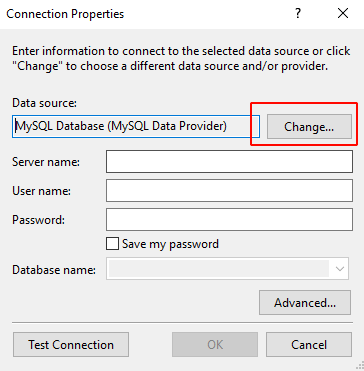 Connection Properties
Enter information to connect to the selected data source or click
"Change" to choose a different data source and/or provider.
Data source:
MySQL Database (MySQL Data Provider)
Change...
Server name:
User name:
Password:
Save my password
Database name:
Advanced...
Test Connection
OK
Cancel